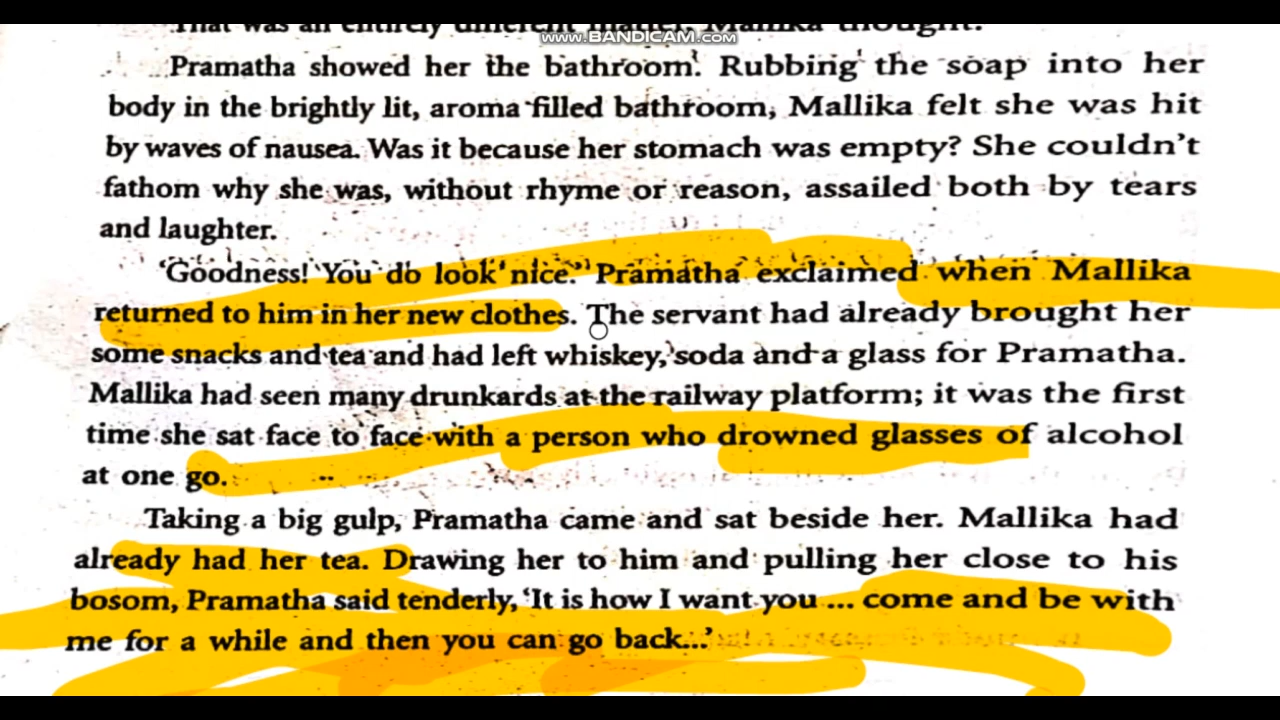 That was an entirely different matter, Mallika thought.
www.BANDICAM.com
Pramatha showed her the bathroom. Rubbing the soap into her
body in the brightly lit, aroma filled bathroom, Mallika felt she was hit
by waves of nausea. Was it because her stomach was empty? She couldn't
fathom why she was, without rhyme or reason, assailed both by tears
and laughter.
'Goodness! You do look nice.' Pramatha exclaimed when Mallika
returned to him in her new clothes. The servant had already brought her
some snacks and tea and had left whiskey, soda and a glass for Pramatha.
Mallika had seen many drunkards at the railway platform; it was the first
time she sat face to face with a person who drowned glasses of alcohol
at one go.
Taking a big gulp, Pramatha came and sat beside her. Mallika had
already had her tea. Drawing her to him and pulling her close to his
bosom, Pramatha said tenderly, 'It is how I want you ... come and be with
me for a while and then you can go back...'